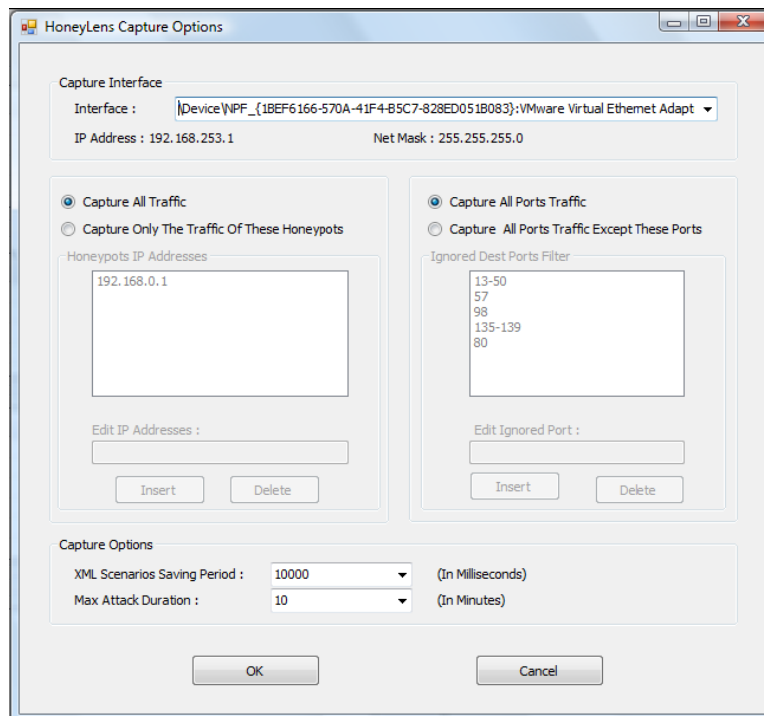 HoneyLens Capture Options
Capture Interface
Interface : \Device\NPF_{1BEF6166-570A-41F4-B5C7-828ED051B083}:VMware Virtual Ethernet Adapt
IP Address : 192.168.253.1 Net Mask : 255.255.255.0
Capture All Traffic
Capture Only The Traffic Of These Honeypots
Honeypots IP Addresses
192.168.0.1
Edit IP Addresses :
Insert Delete
Capture All Ports Traffic
Capture All Ports Traffic Except These Ports
Ignored Dest Ports Filter
13-50
57
98
135-139
80
Edit Ignored Port :
Insert Delete
Capture Options
XML Scenarios Saving Period : 10000 (In Milliseconds)
Max Attack Duration : 10 (In Minutes)
OK Cancel